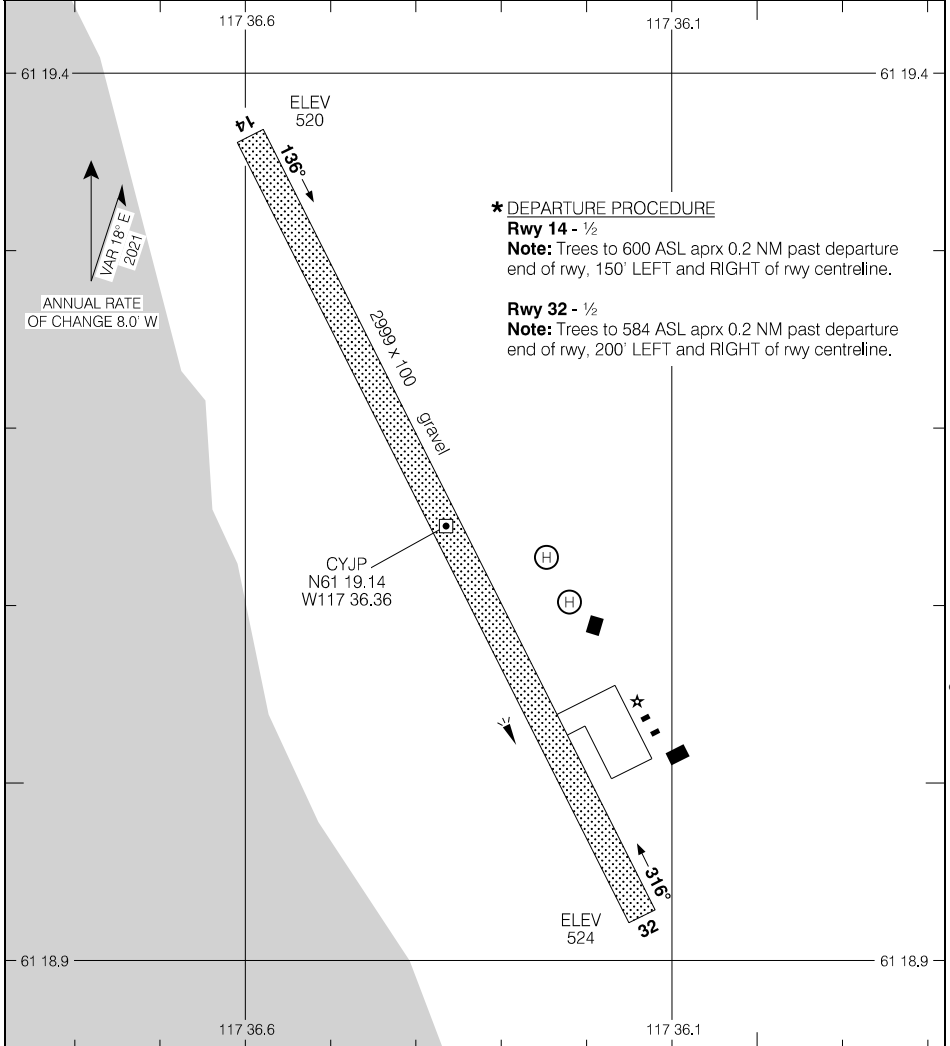 117 36.6
117 36.1
61 19.4
61 19.4
ELEV
520
14
136°
* DEPARTURE PROCEDURE
Rwy 14 - ½
Note: Trees to 600 ASL aprx 0.2 NM past departure
end of rwy, 150' LEFT and RIGHT of rwy centreline.
VAR 18° E
2021
ANNUAL RATE
OF CHANGE 8.0' W
Rwy 32 - ½
Note: Trees to 584 ASL aprx 0.2 NM past departure
end of rwy, 200' LEFT and RIGHT of rwy centreline.
2999 x 100
gravel
CYJP
N61 19.14
W117 36.36
H
H
316°
32
ELEV
524
61 18.9
61 18.9
117 36.6
117 36.1